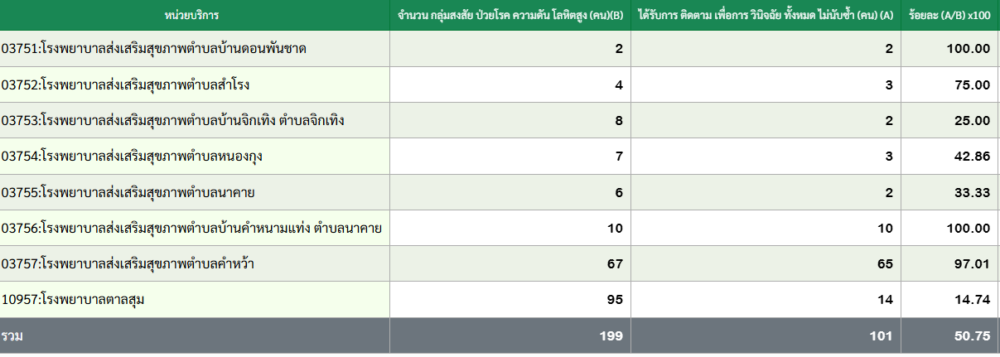 หน่วยบริการ จำนวน กลุ่มสงสัย ป่วยโรค ความดัน โลหิตสูง (คน)(B) ได้รับการ ติดตาม เพื่อการ วินิจฉัย ทั้งหมด ไม่นับซ้ำ (คน) (A) ร้อยละ (A/B) x100
03751:โรงพยาบาลส่งเสริมสุขภาพตำบลบ้านดอนพันชาด 2 2 100.00
03752:โรงพยาบาลส่งเสริมสุขภาพตำบลสำโรง 4 3 75.00
03753:โรงพยาบาลส่งเสริมสุขภาพตำบลบ้านจิกเทิง ตำบลจิกเทิง 8 2 25.00
03754:โรงพยาบาลส่งเสริมสุขภาพตำบลหนองกุง 7 3 42.86
03755:โรงพยาบาลส่งเสริมสุขภาพตำบลนาคาย 6 2 33.33
03756:โรงพยาบาลส่งเสริมสุขภาพตำบลบ้านคำหนามแท่ง ตำบลนาคาย 10 10 100.00
03757:โรงพยาบาลส่งเสริมสุขภาพตำบลคำหว้า 67 65 97.01
10957:โรงพยาบาลตาลสุม 95 14 14.74
รวม 199 101 50.75